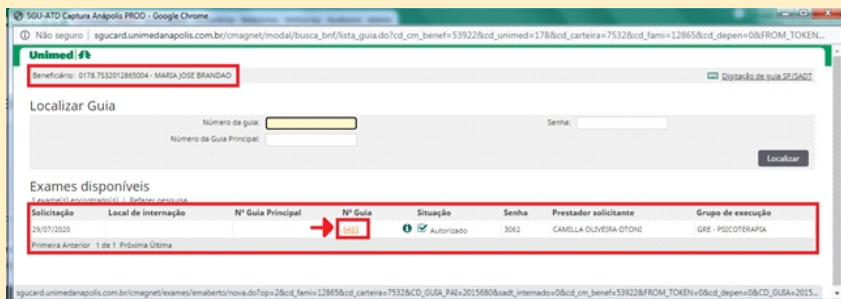 SGU-ATD Captura Anápolis PROD - Google Chrome
Não seguro | sgucard.unimedanapolis.com.br/cmagnet/modal/busca_bnf/lista_guia.do?cd_cm_benef=53922&cd_unimed=178&cd_carteira=7532&cd_fami=12865&cd_depen=0&FROM_TOKEN...
Unimed
Beneficiário: 0178.7532012865004 - MARIA JOSE BRANDAO Digitação de guia SP/SADT
Localizar Guia
Número da guia: Senha:
Número da Guia Principal:
Localizar
Exames disponíveis
1 exame(s) encontrado(s) | Refazer pesquisa
Solicitação Local de internação Nº Guia Principal Nº Guia Situação Senha Prestador solicitante Grupo de execução
29/07/2020 6493 Autorizado 3062 CAMILLA OLIVEIRA OTONI GRE - PSICOTERAPIA
Primeira Anterior 1 de 1 Próxima Última
sgucard.unimedanapolis.com.br/cmagnet/exames/emaberto/nova.do?op=2&cd_fami=12865&cd_carteira=7532&CD_GUIA_PAI=2015680&sadt_internado=0&cd_cm_benef=53922&FROM_TOKEN=0&cd_depen=0&CD_GUIA=2015...